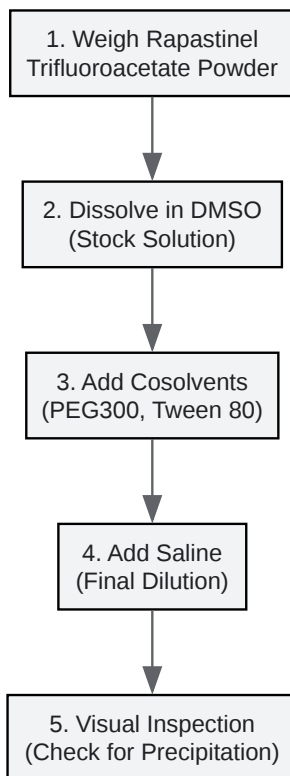 1. Weigh Rapastinel
Trifluoroacetate Powder
2. Dissolve in DMSO
(Stock Solution)
3. Add Cosolvents
(PEG300, Tween 80)
4. Add Saline
(Final Dilution)
5. Visual Inspection
(Check for Precipitation)